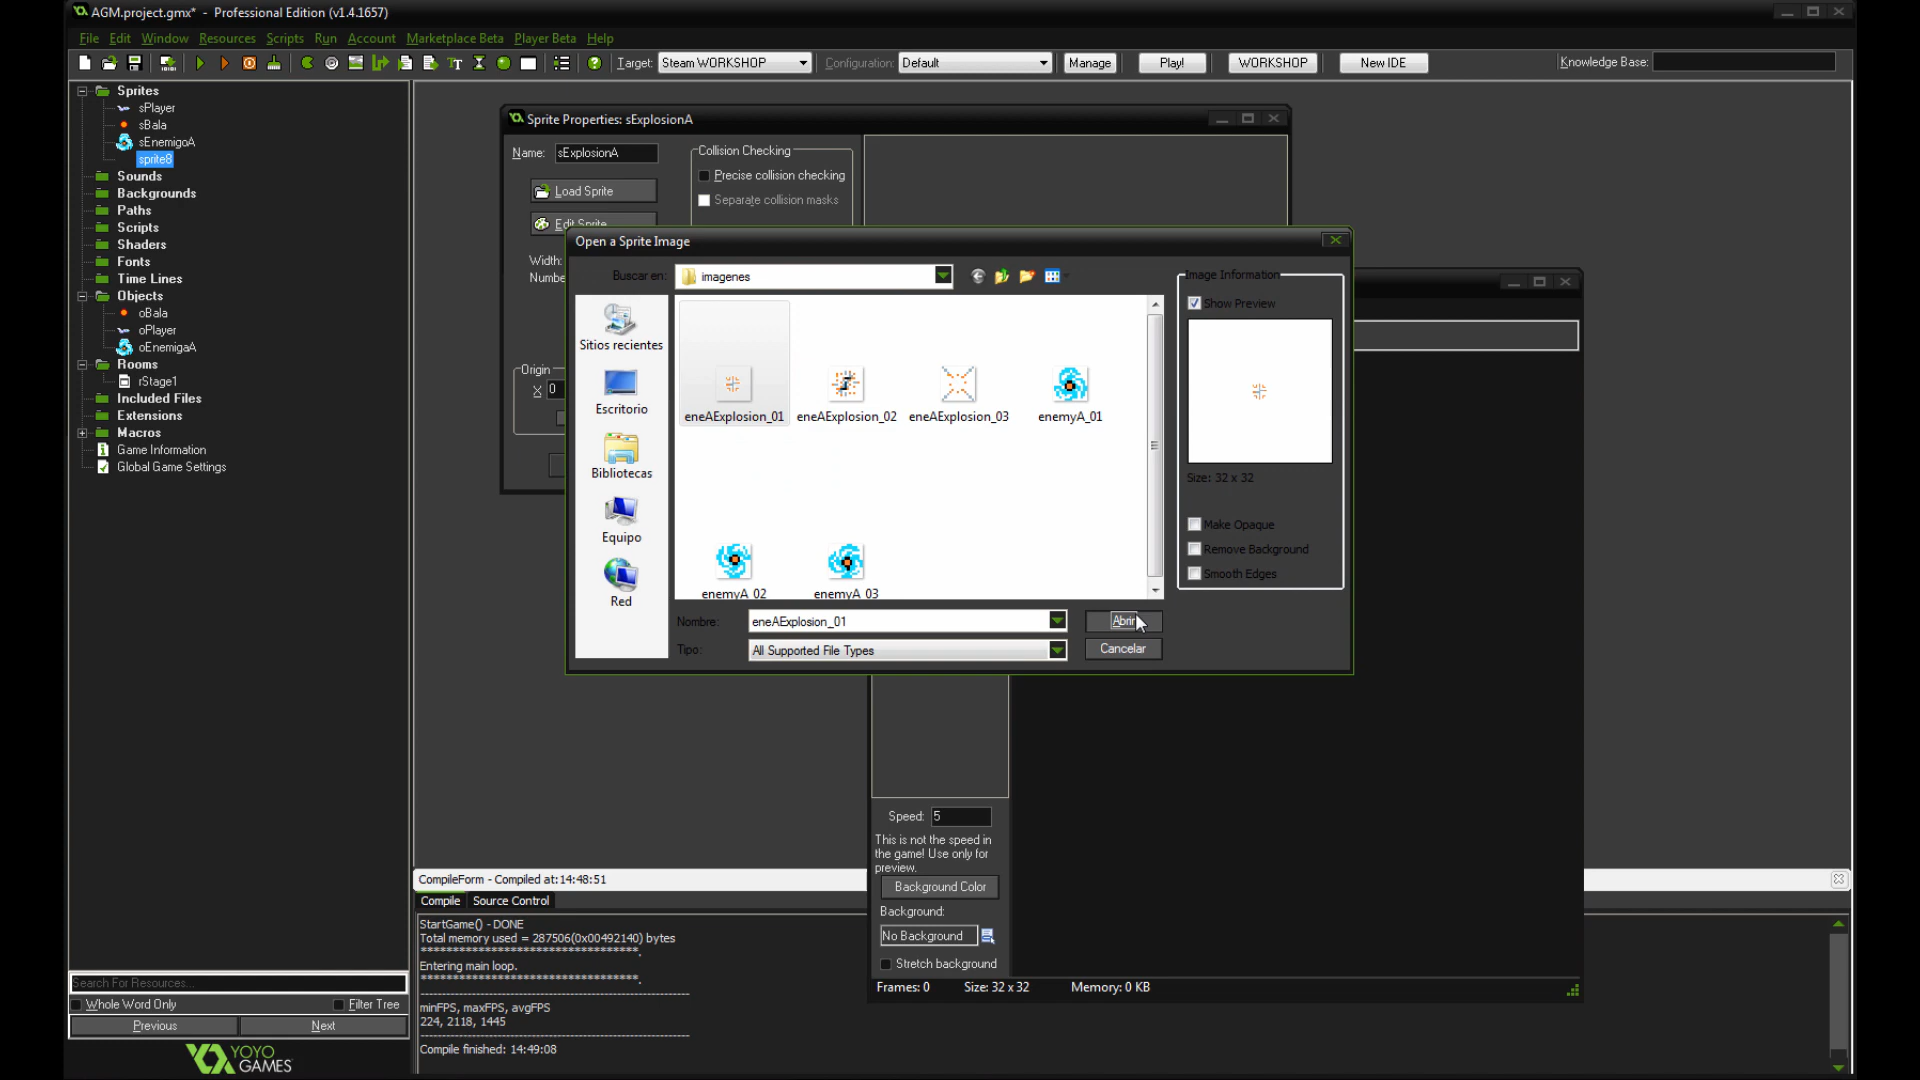 AGM.project.gmx* - Professional Edition (v1.4.1657)
File Edit Window Resources Scripts Run Account Marketplace Beta Player Beta Help
Target: Steam WORKSHOP Configuration: Default Manage Play! WORKSHOP New IDE Knowledge Base:
Sprites
sPlayer
sBala
sEnemigoA
sprite8
Sounds
Backgrounds
Paths
Scripts
Shaders
Fonts
Time Lines
Objects
oBala
oPlayer
oEnemigaA
Rooms
rStage1
Included Files
Extensions
Macros
Game Information
Global Game Settings
Search For Resources...
Whole Word Only Filter Tree
Previous Next
YOYO
GAMES
Sprite Properties: sExplosionA
Name: sExplosionA
Collision Checking
Precise collision checking
Separate collision masks
Load Sprite
Edit Sprite
Width:
Numbe
Origin
X 0
Open a Sprite Image
Buscar en: imagenes
Sitios recientes
Escritorio
Bibliotecas
Equipo
Red
eneAExplosion_01 eneAExplosion_02 eneAExplosion_03 enemyA_01
enemyA_02 enemyA_03
Nombre: eneAExplosion_01 Abrir
Tipo: All Supported File Types Cancelar
Image Information
Show Preview
Size: 32 x 32
Make Opaque
Remove Background
Smooth Edges
Speed: 5
This is not the speed in
the game! Use only for
preview.
Background Color
Background:
No Background
Stretch background
Frames: 0 Size: 32 x 32 Memory: 0 KB
CompileForm - Compiled at:14:48:51
Compile Source Control
StartGame() - DONE
Total memory used = 287506(0x00492140) bytes
***********************************.
Entering main loop.
***********************************.
---------------------------------------------------------
minFPS, maxFPS, avgFPS
224, 2118, 1445
---------------------------------------------------------
Compile finished: 14:49:08